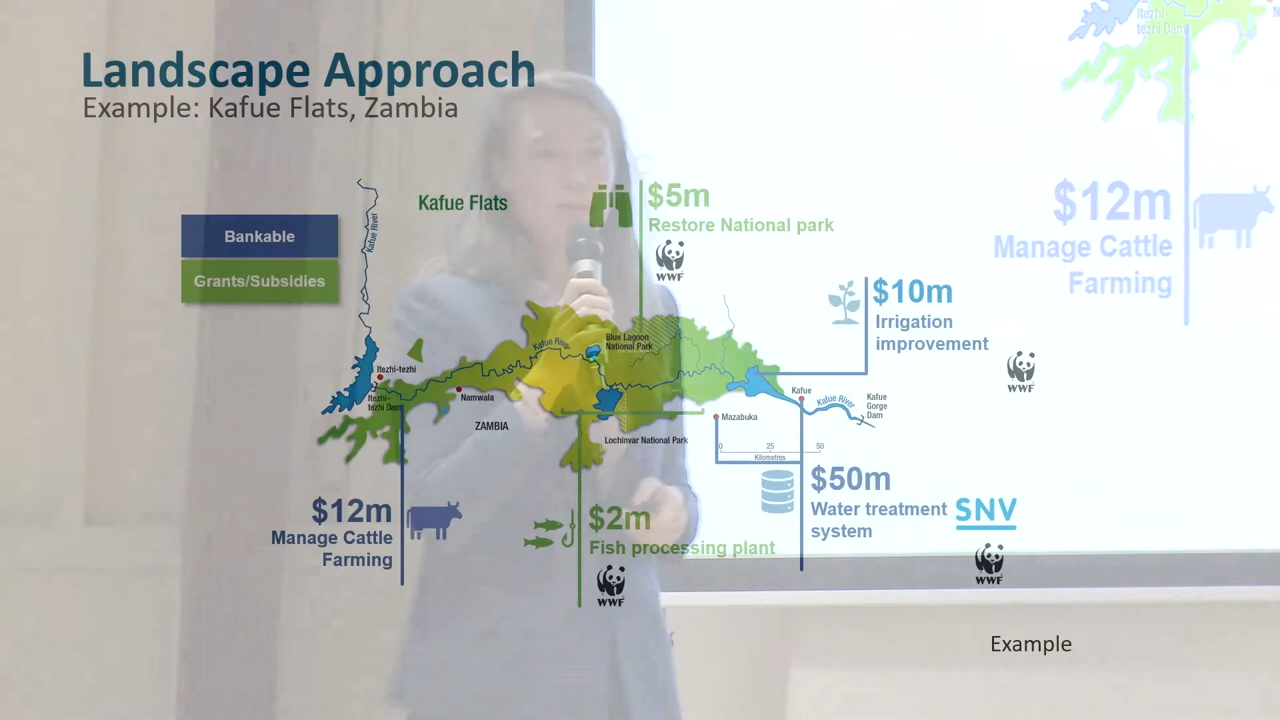 Landscape Approach
Example: Kafue Flats, Zambia
Itezhi-
tezhi Dam
Bankable
Grants/Subsidies
Kafue River
Kafue Flats
$5m
Restore National park
WWF
$12m
Manage Cattle
Farming
$10m
Irrigation
improvement
WWF
Kafue River
Blue Lagoon
National Park
Itezhi-tezhi
Itezhi-
tezhi Dam
Namwala
ZAMBIA
Lochinvar National Park
Mazabuka
Kafue
Kafue River
Kafue
Gorge
Dam
0 25 50
Kilometres
$12m
Manage Cattle
Farming
$2m
Fish processing plant
WWF
$50m
Water treatment
system
SNV
WWF
Example